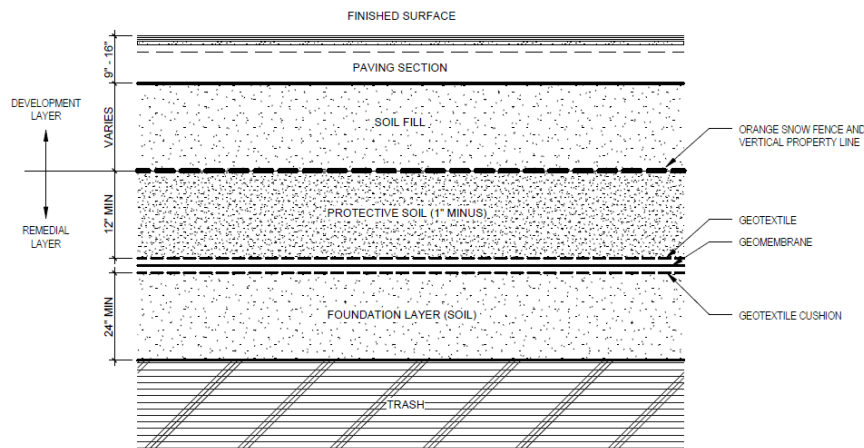 FINISHED SURFACE
9" - 16"
PAVING SECTION
DEVELOPMENT
LAYER
VARIES
SOIL FILL
ORANGE SNOW FENCE AND
VERTICAL PROPERTY LINE
REMEDIAL
LAYER
12" MIN
PROTECTIVE SOIL (1" MINUS)
GEOTEXTILE
GEOMEMBRANE
24" MIN
FOUNDATION LAYER (SOIL)
GEOTEXTILE CUSHION
TRASH